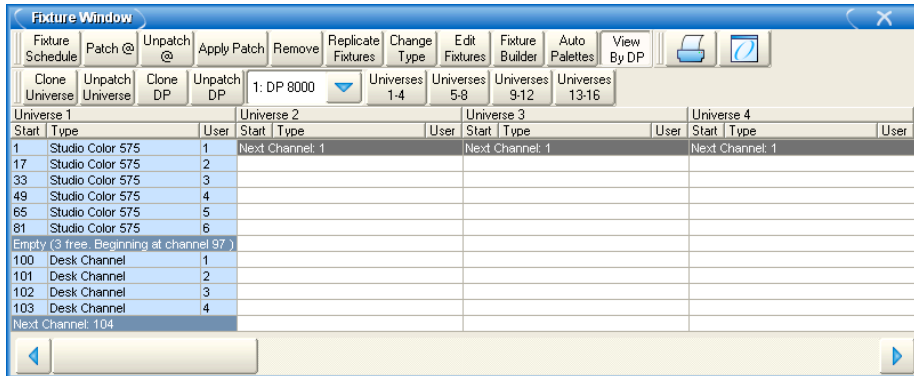 Fixture Window
Fixture Schedule Patch @ Unpatch @ Apply Patch Remove Replicate Fixtures Change Type Edit Fixtures Fixture Builder Auto Palettes View By DP
Clone Universe Unpatch Universe Clone DP Unpatch DP 1: DP 8000 Universes 1-4 Universes 5-8 Universes 9-12 Universes 13-16
Universe 1 Universe 2 Universe 3 Universe 4
Start Type User Start Type User Start Type User Start Type User
1 Studio Color 575 1 Next Channel: 1 Next Channel: 1 Next Channel: 1
17 Studio Color 575 2
33 Studio Color 575 3
49 Studio Color 575 4
65 Studio Color 575 5
81 Studio Color 575 6
Empty (3 free. Beginning at channel 97 )
100 Desk Channel 1
101 Desk Channel 2
102 Desk Channel 3
103 Desk Channel 4
Next Channel: 104